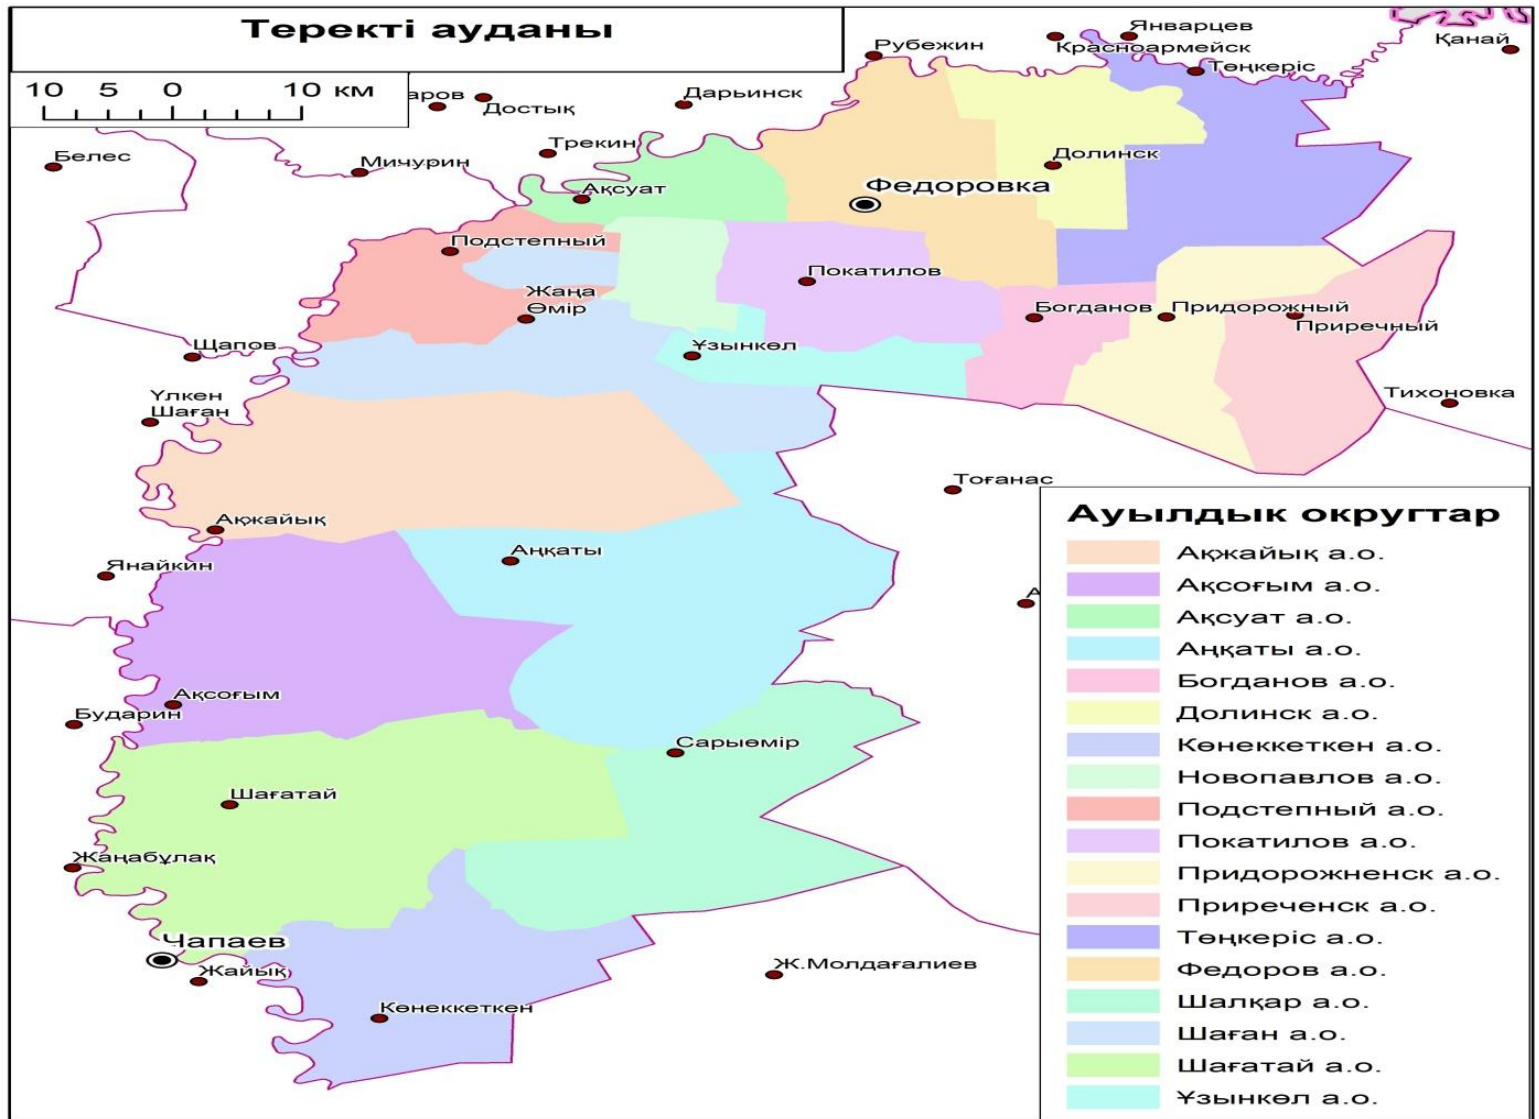 Теректі ауданы
10 5 0 10 км
Январцев
Рубежин
Красноармейск
Қанай
Төңкеріс
аров
Достық
Дарьинск
Белес
Мичурин
Трекин
Долинск
Ақсуат
Федоровка
Подстепный
Покатилов
Жаңа
Өмір
Богданов
Придорожный
Приречный
Щапов
Ұзынкөл
Үлкен
Шаған
Тихоновка
Тоғанас
Ақжайық
Аңқаты
Янайкин
А
Ақсоғым
Бударин
Сарыөмір
Шағатай
Жаңабұлақ
Чапаев
Жайық
Ж.Молдағалиев
Көнеккеткен
Ауылдык округтар
Ақжайық а.о.
Ақсоғым а.о.
Ақсуат а.о.
Аңқаты а.о.
Богданов а.о.
Долинск а.о.
Көнеккеткен а.о.
Новопавлов а.о.
Подстепный а.о.
Покатилов а.о.
Придорожненск а.о.
Приреченск а.о.
Төңкеріс а.о.
Федоров а.о.
Шалқар а.о.
Шаған а.о.
Шағатай а.о.
Ұзынкөл а.о.